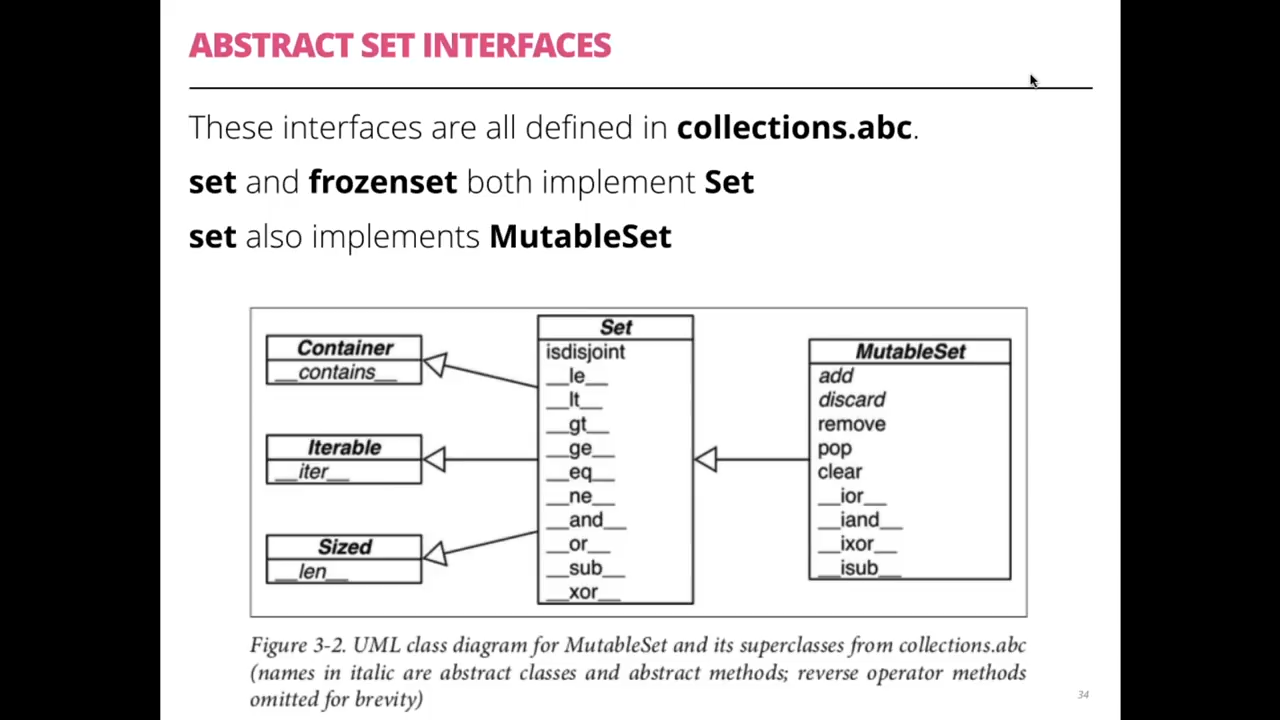 ABSTRACT SET INTERFACES
These interfaces are all defined in collections.abc.
set and frozenset both implement Set
set also implements MutableSet
Container
__contains__
Iterable
__iter__
Sized
__len__
Set
isdisjoint
__le__
__lt__
__gt__
__ge__
__eq__
__ne__
__and__
__or__
__sub__
__xor__
MutableSet
add
discard
remove
pop
clear
__ior__
__iand__
__ixor__
__isub__
Figure 3-2. UML class diagram for MutableSet and its superclasses from collections.abc
(names in italic are abstract classes and abstract methods; reverse operator methods
omitted for brevity)
34